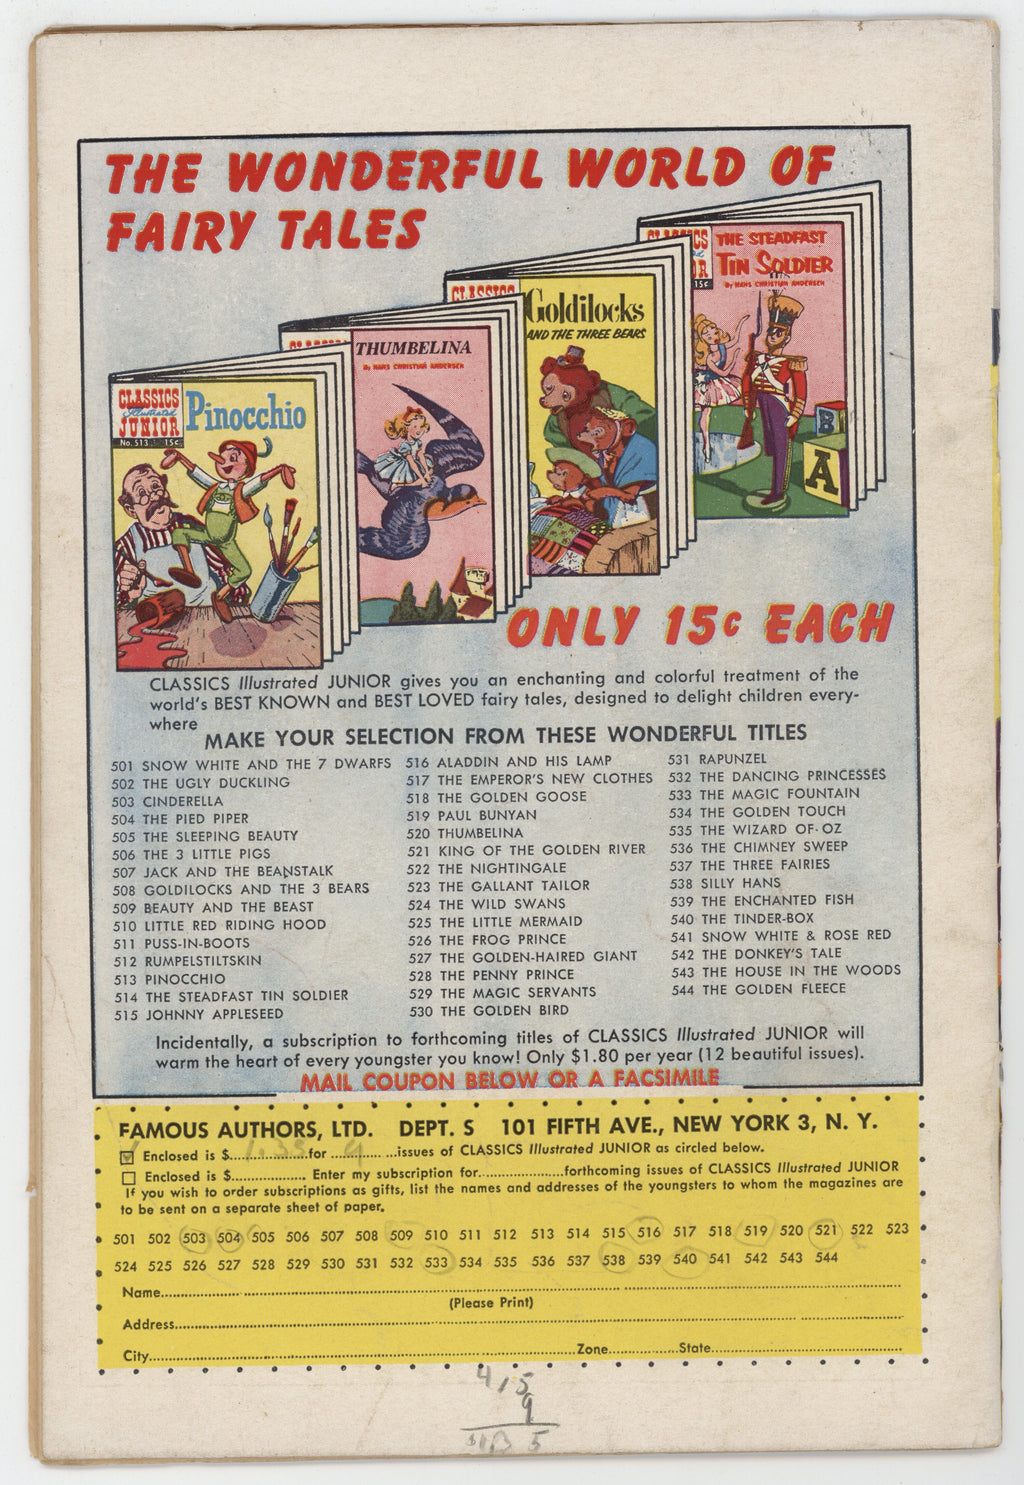 THE WONDERFUL WORLD OF
FAIRY TALES
CLASSICS
THE STEADFAST
TIN SOLDIER
By HANS CHRISTIAN ANDERSEN
15¢
B
A
CLASSICS
Goldilocks
AND THE THREE BEARS
THUMBELINA
By HANS CHRISTIAN ANDERSEN
CLASSICS
Illustrated
JUNIOR
No. 513 15¢
Pinocchio
ONLY 15¢ EACH
CLASSICS Illustrated JUNIOR gives you an enchanting and colorful treatment of the
world's BEST KNOWN and BEST LOVED fairy tales, designed to delight children every-
where
MAKE YOUR SELECTION FROM THESE WONDERFUL TITLES
501 SNOW WHITE AND THE 7 DWARFS
502 THE UGLY DUCKLING
503 CINDERELLA
504 THE PIED PIPER
505 THE SLEEPING BEAUTY
506 THE 3 LITTLE PIGS
507 JACK AND THE BEANSTALK
508 GOLDILOCKS AND THE 3 BEARS
509 BEAUTY AND THE BEAST
510 LITTLE RED RIDING HOOD
511 PUSS-IN-BOOTS
512 RUMPELSTILTSKIN
513 PINOCCHIO
514 THE STEADFAST TIN SOLDIER
515 JOHNNY APPLESEED
516 ALADDIN AND HIS LAMP
517 THE EMPEROR'S NEW CLOTHES
518 THE GOLDEN GOOSE
519 PAUL BUNYAN
520 THUMBELINA
521 KING OF THE GOLDEN RIVER
522 THE NIGHTINGALE
523 THE GALLANT TAILOR
524 THE WILD SWANS
525 THE LITTLE MERMAID
526 THE FROG PRINCE
527 THE GOLDEN-HAIRED GIANT
528 THE PENNY PRINCE
529 THE MAGIC SERVANTS
530 THE GOLDEN BIRD
531 RAPUNZEL
532 THE DANCING PRINCESSES
533 THE MAGIC FOUNTAIN
534 THE GOLDEN TOUCH
535 THE WIZARD OF OZ
536 THE CHIMNEY SWEEP
537 THE THREE FAIRIES
538 SILLY HANS
539 THE ENCHANTED FISH
540 THE TINDER-BOX
541 SNOW WHITE & ROSE RED
542 THE DONKEY'S TALE
543 THE HOUSE IN THE WOODS
544 THE GOLDEN FLEECE
Incidentally, a subscription to forthcoming titles of CLASSICS Illustrated JUNIOR will
warm the heart of every youngster you know! Only $1.80 per year (12 beautiful issues).
MAIL COUPON BELOW OR A FACSIMILE
FAMOUS AUTHORS, LTD. DEPT. S 101 FIFTH AVE., NEW YORK 3, N. Y.
Enclosed is $ 1.35 for 9 issues of CLASSICS Illustrated JUNIOR as circled below.
Enclosed is $ Enter my subscription for forthcoming issues of CLASSICS Illustrated JUNIOR
If you wish to order subscriptions as gifts, list the names and addresses of the youngsters to whom the magazines are
to be sent on a separate sheet of paper.
501 502 503 504 505 506 507 508 509 510 511 512 513 514 515 516 517 518 519 520 521 522 523
524 525 526 527 528 529 530 531 532 533 534 535 536 537 538 539 540 541 542 543 544
Name
(Please Print)
Address
City Zone State